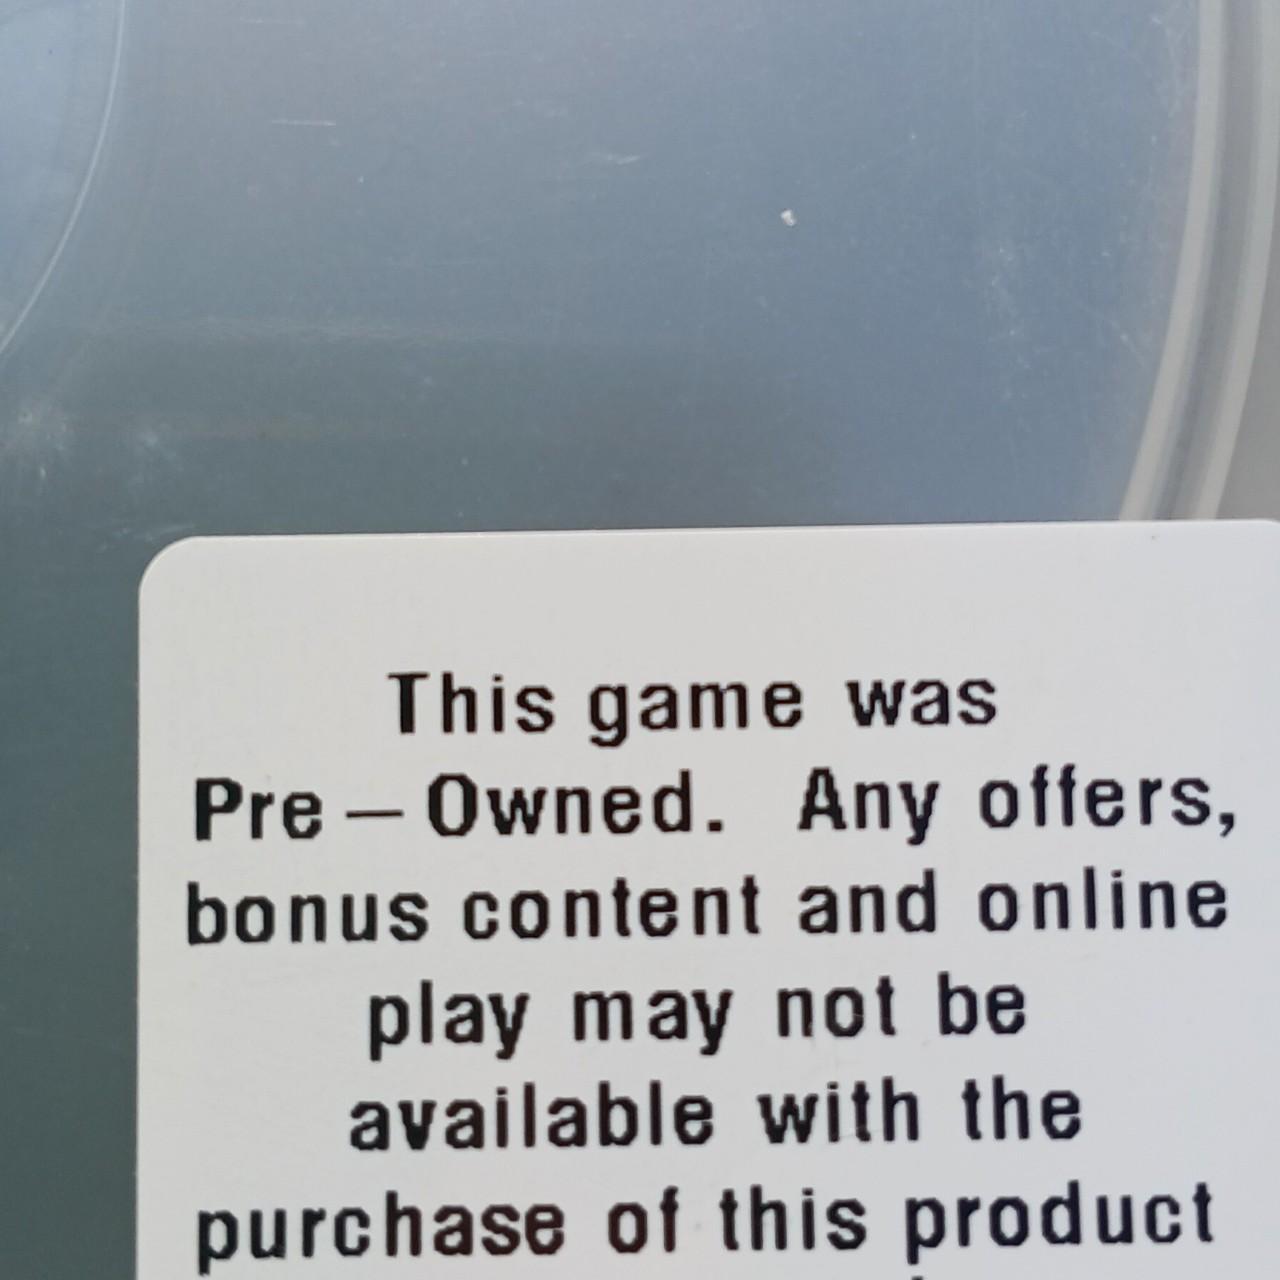 This game was
Pre – Owned. Any offers,
bonus content and online
play may not be
available with the
purchase of this product